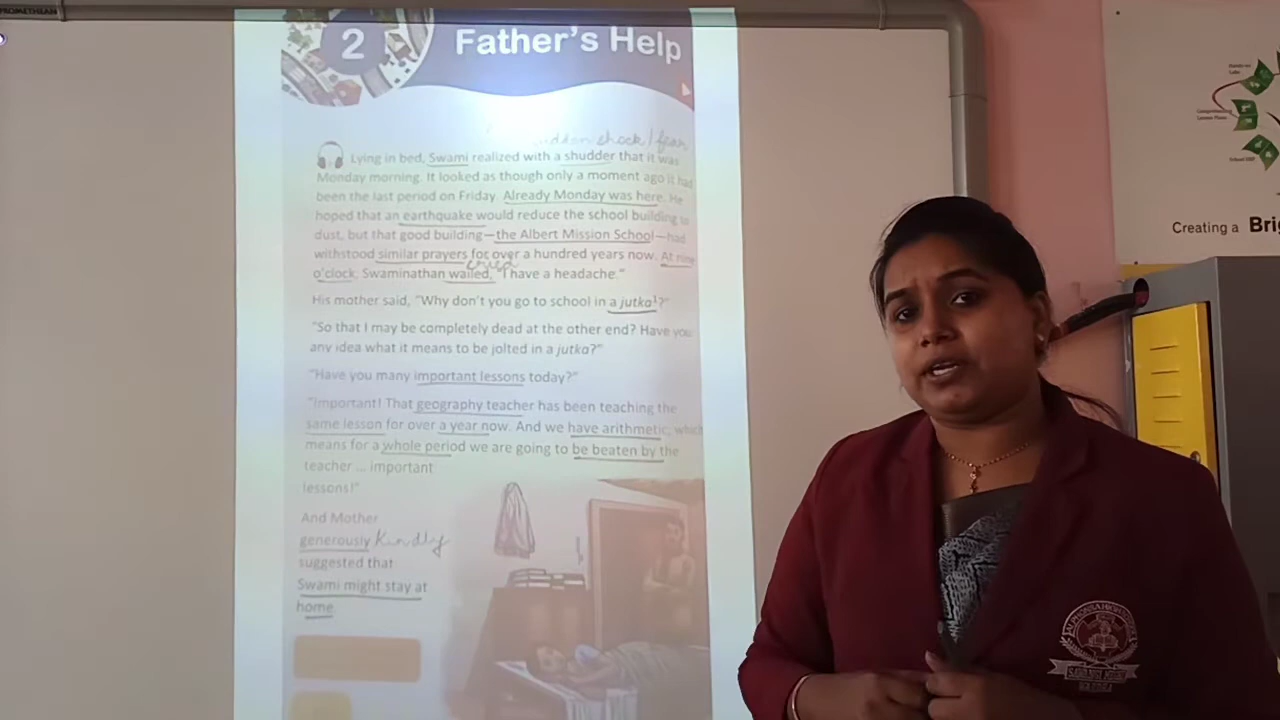 PROMETHEAN
2
Father's Help
sudden shock / fear
Lying in bed, Swami realized with a shudder that it was
Monday morning. It looked as though only a moment ago it had
been the last period on Friday. Already Monday was here. He
hoped that an earthquake would reduce the school building to
dust, but that good building—the Albert Mission School—had
withstood similar prayers for over a hundred years now. At nine
cried
o'clock, Swaminathan wailed, "I have a headache."
His mother said, "Why don't you go to school in a jutka¹?"
"So that I may be completely dead at the other end? Have you
any idea what it means to be jolted in a jutka?"
"Have you many important lessons today?"
"Important! That geography teacher has been teaching the
same lesson for over a year now. And we have arithmetic, which
means for a whole period we are going to be beaten by the
teacher ... important
lessons!"
And Mother
generously Kindly
suggested that
Swami might stay at
home.
Creating a Bri